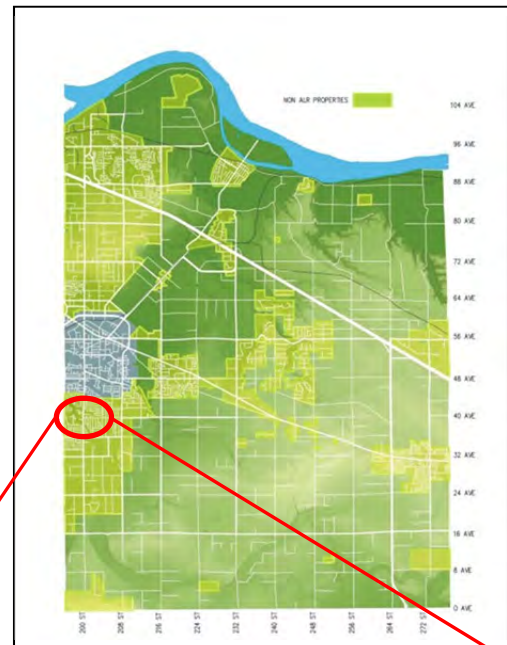 NON ALR PROPERTIES
104 AVE
96 AVE
88 AVE
80 AVE
72 AVE
64 AVE
56 AVE
48 AVE
40 AVE
32 AVE
24 AVE
16 AVE
8 AVE
0 AVE
200 ST
208 ST
216 ST
224 ST
232 ST
240 ST
248 ST
256 ST
264 ST
272 ST